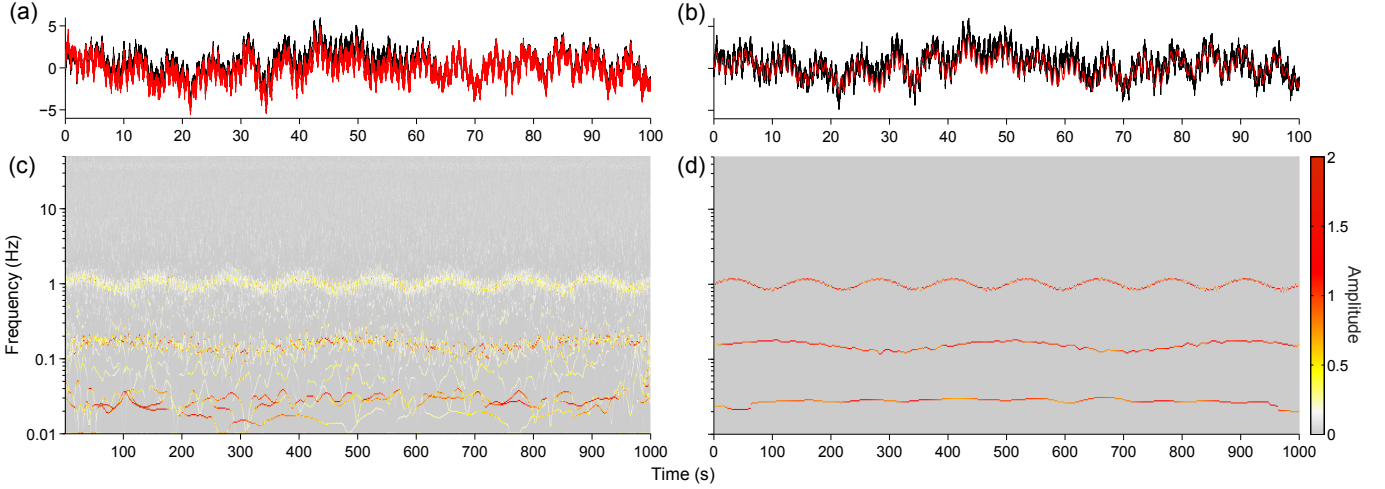 (a)
5
0
−5
0 10 20 30 40 50 60 70 80 90 100
(b)
0 10 20 30 40 50 60 70 80 90 100
(c)
Frequency (Hz)
10
1
0.1
0.01
100 200 300 400 500 600 700 800 900 1000
(d)
0 100 200 300 400 500 600 700 800 900 1000
Time (s)
2
1.5
1
0.5
0
Amplitude